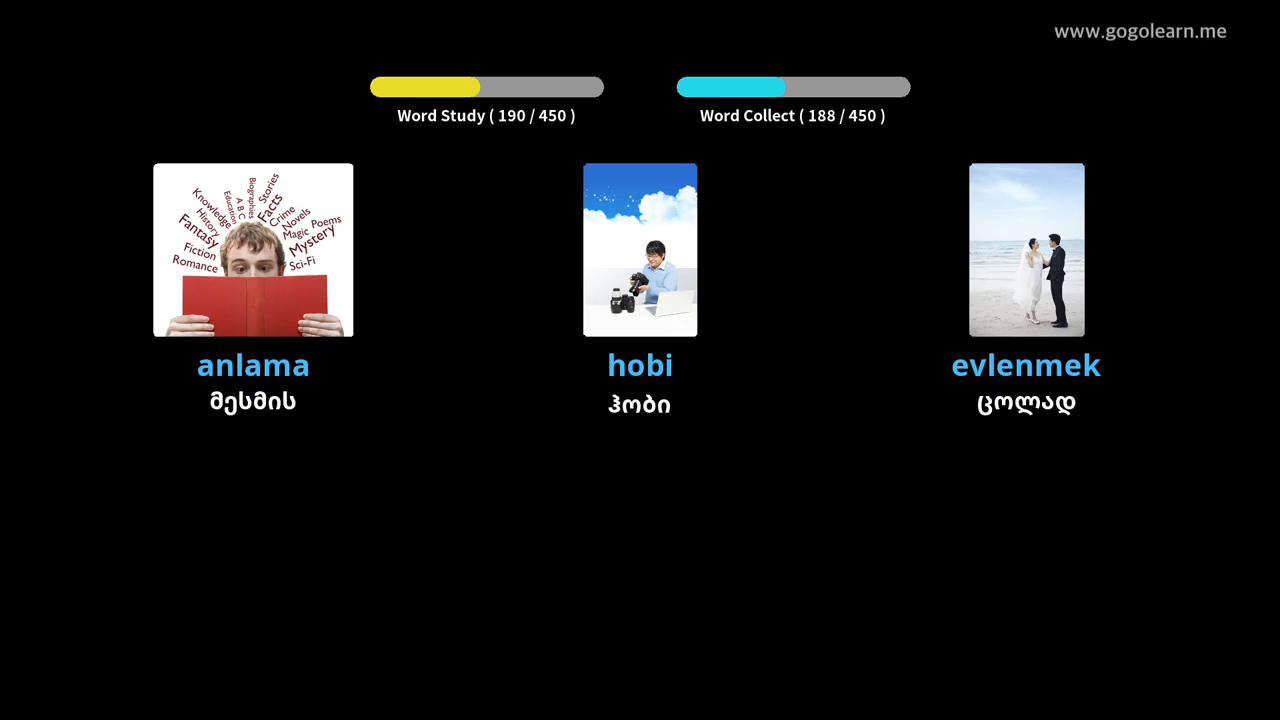 www.gogolearn.me
Word Study ( 190 / 450 )
Word Collect ( 188 / 450 )
Knowledge
History
Education
A B C
Biographies
Stories
Facts
Crime
Novels
Magic
Poems
Fantasy
Mystery
Fiction
Romance
Sci-Fi
anlama
მესმის
hobi
ჰობი
evlenmek
ცოლად